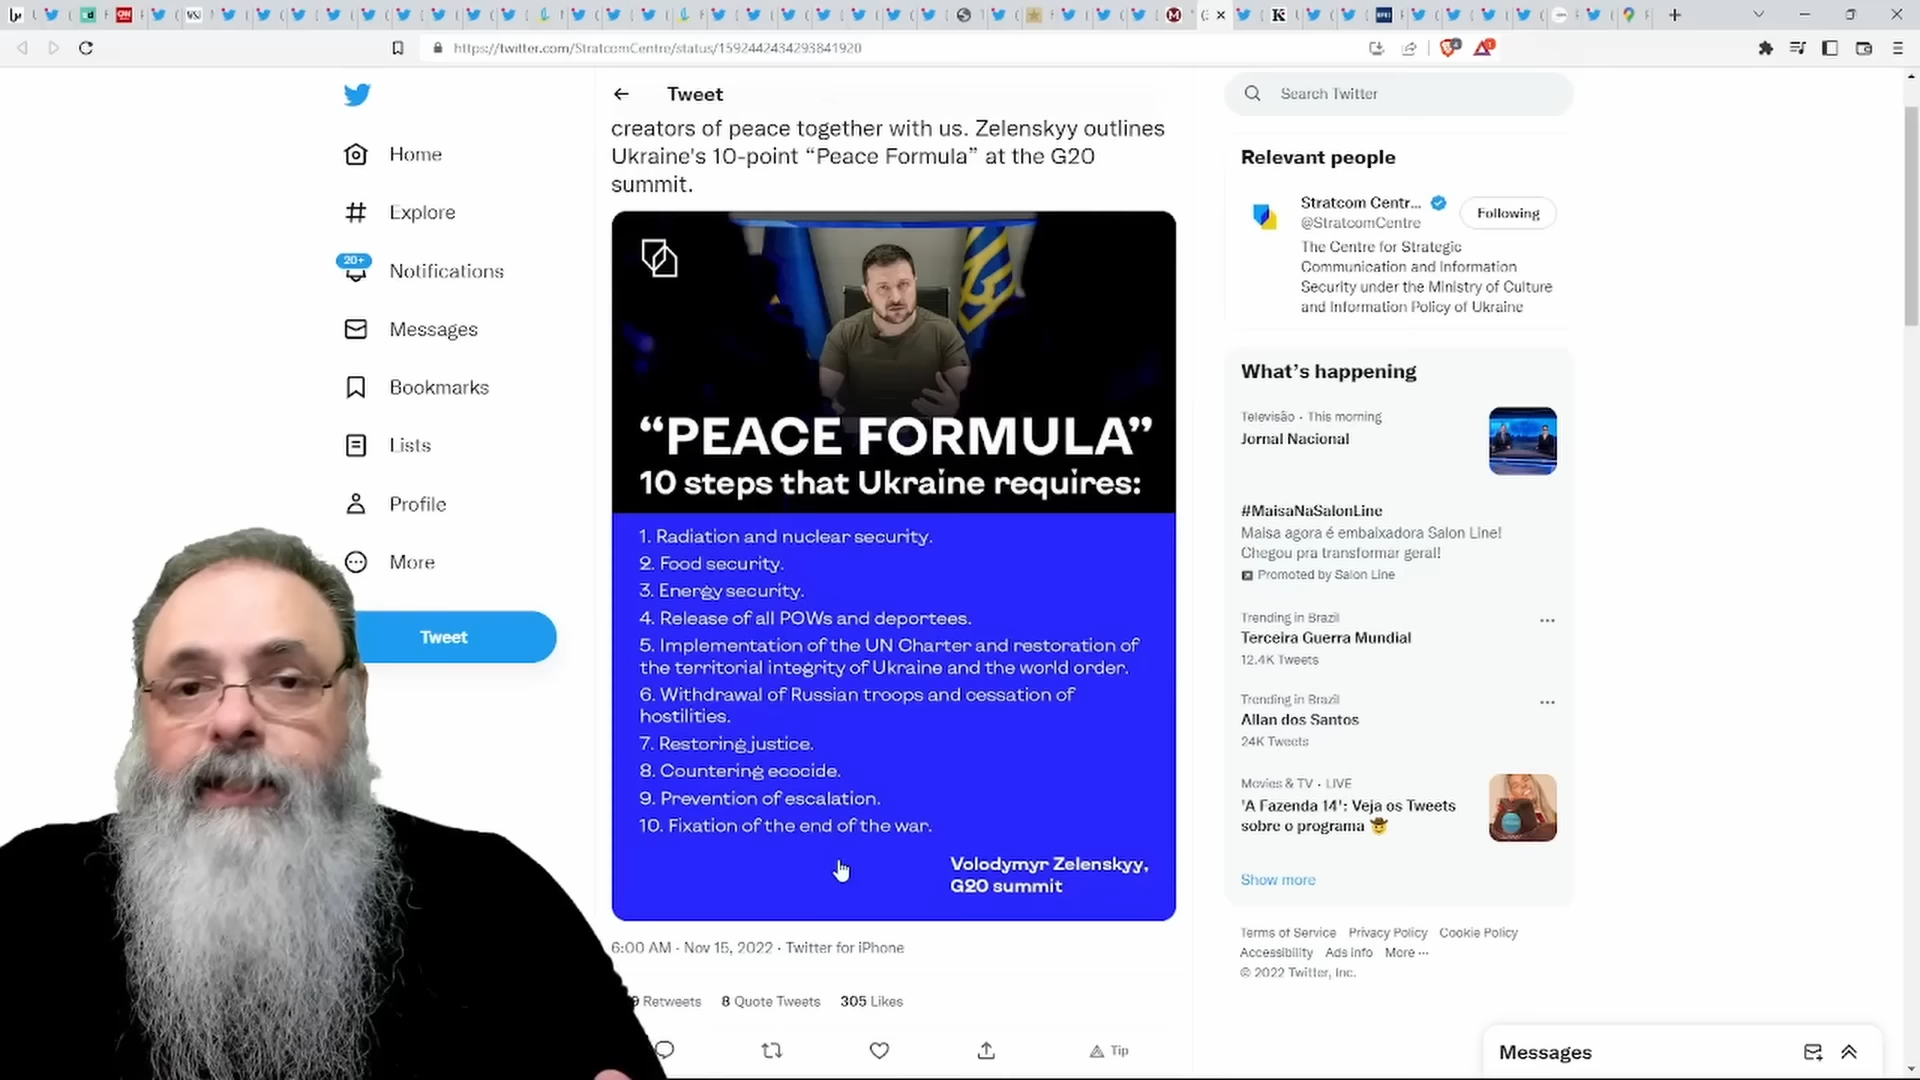 https://twitter.com/StratcomCentre/status/1592442434293841920
Home
Explore
20+
Notifications
Messages
Bookmarks
Lists
Profile
More
Tweet
Tweet
creators of peace together with us. Zelenskyy outlines
Ukraine's 10-point “Peace Formula” at the G20
summit.
“PEACE FORMULA”
10 steps that Ukraine requires:
1. Radiation and nuclear security.
2. Food security.
3. Energy security.
4. Release of all POWs and deportees.
5. Implementation of the UN Charter and restoration of
the territorial integrity of Ukraine and the world order.
6. Withdrawal of Russian troops and cessation of
hostilities.
7. Restoring justice.
8. Countering ecocide.
9. Prevention of escalation.
10. Fixation of the end of the war.
Volodymyr Zelenskyy,
G20 summit
6:00 AM · Nov 15, 2022 · Twitter for iPhone
Retweets 8 Quote Tweets 305 Likes
Tip
Search Twitter
Relevant people
Stratcom Centr...
@StratcomCentre
Following
The Centre for Strategic
Communication and Information
Security under the Ministry of Culture
and Information Policy of Ukraine
What’s happening
Televisão · This morning
Jornal Nacional
#MaisaNaSalonLine
Maisa agora é embaixadora Salon Line!
Chegou pra transformar geral!
Promoted by Salon Line
Trending in Brazil
Terceira Guerra Mundial
12.4K Tweets
Trending in Brazil
Allan dos Santos
24K Tweets
Movies & TV · LIVE
'A Fazenda 14': Veja os Tweets
sobre o programa 🤠
Show more
Terms of Service Privacy Policy Cookie Policy
Accessibility Ads info More ···
© 2022 Twitter, Inc.
Messages